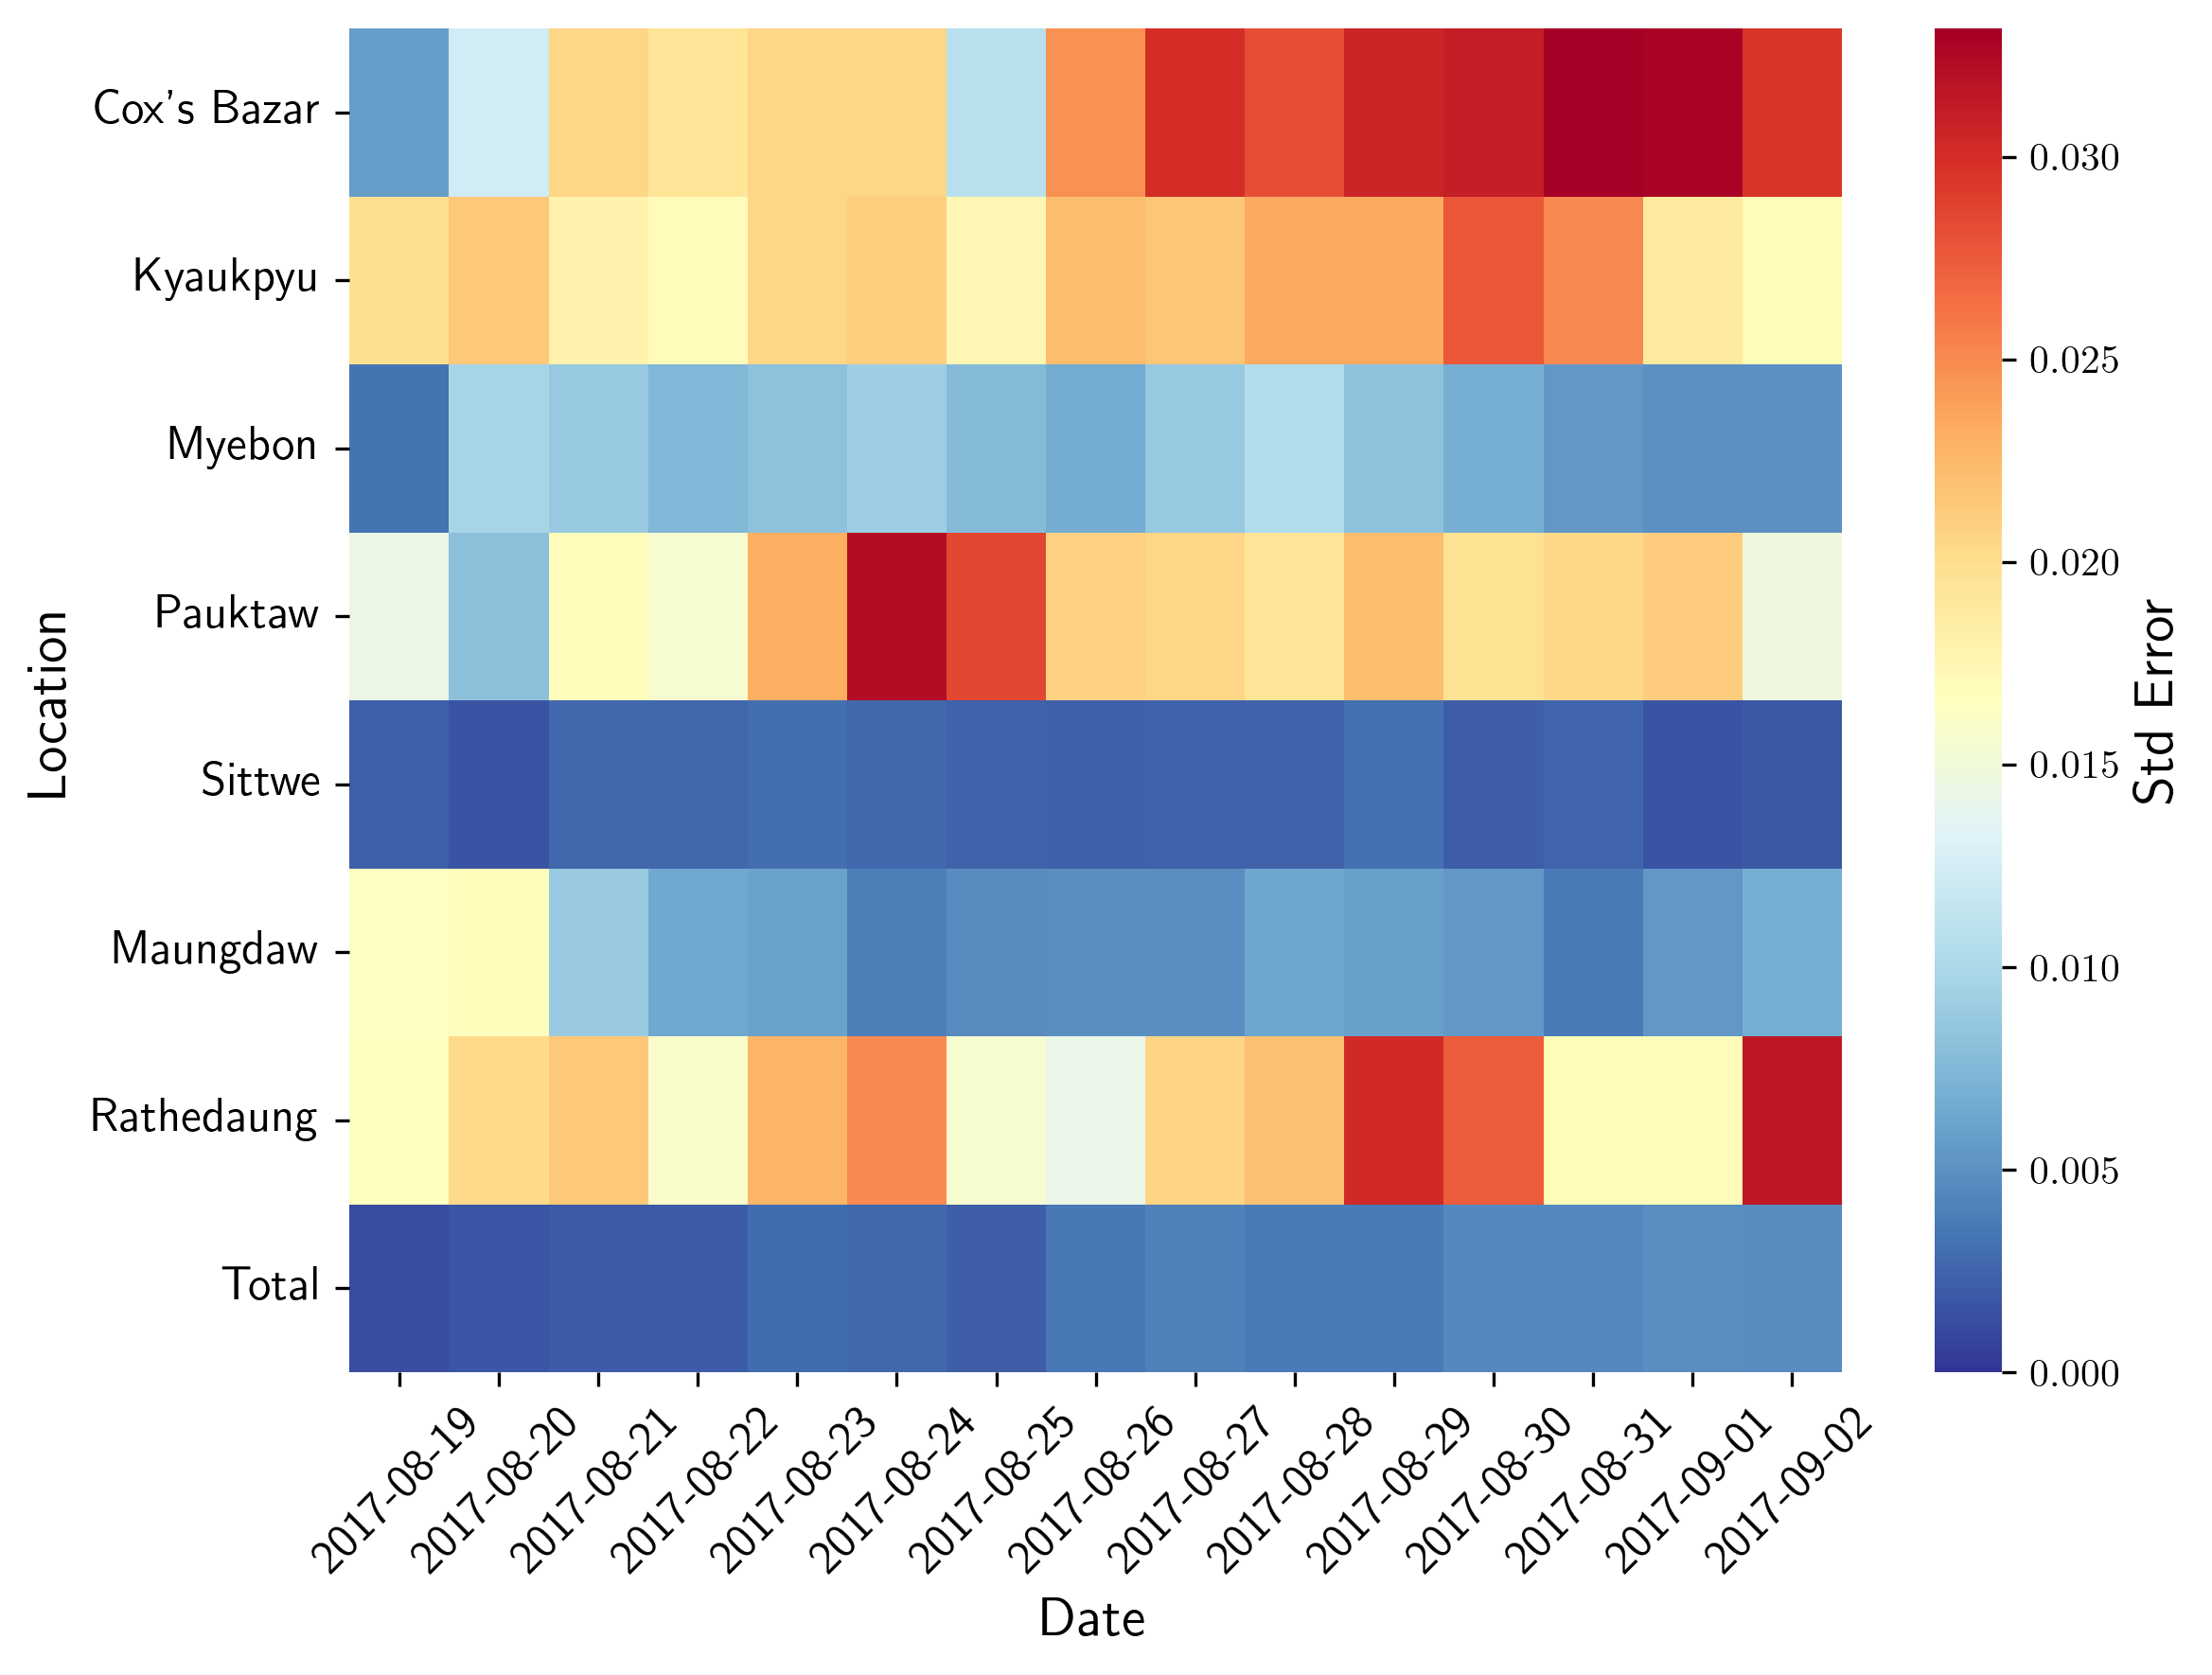 Cox's Bazar
Kyaukpyu
Myebon
Pauktaw
Sittwe
Maungdaw
Rathedaung
Total
Location
2017-08-19
2017-08-20
2017-08-21
2017-08-22
2017-08-23
2017-08-24
2017-08-25
2017-08-26
2017-08-27
2017-08-28
2017-08-29
2017-08-30
2017-08-31
2017-09-01
2017-09-02
Date
0.030
0.025
0.020
0.015
0.010
0.005
0.000
Std Error